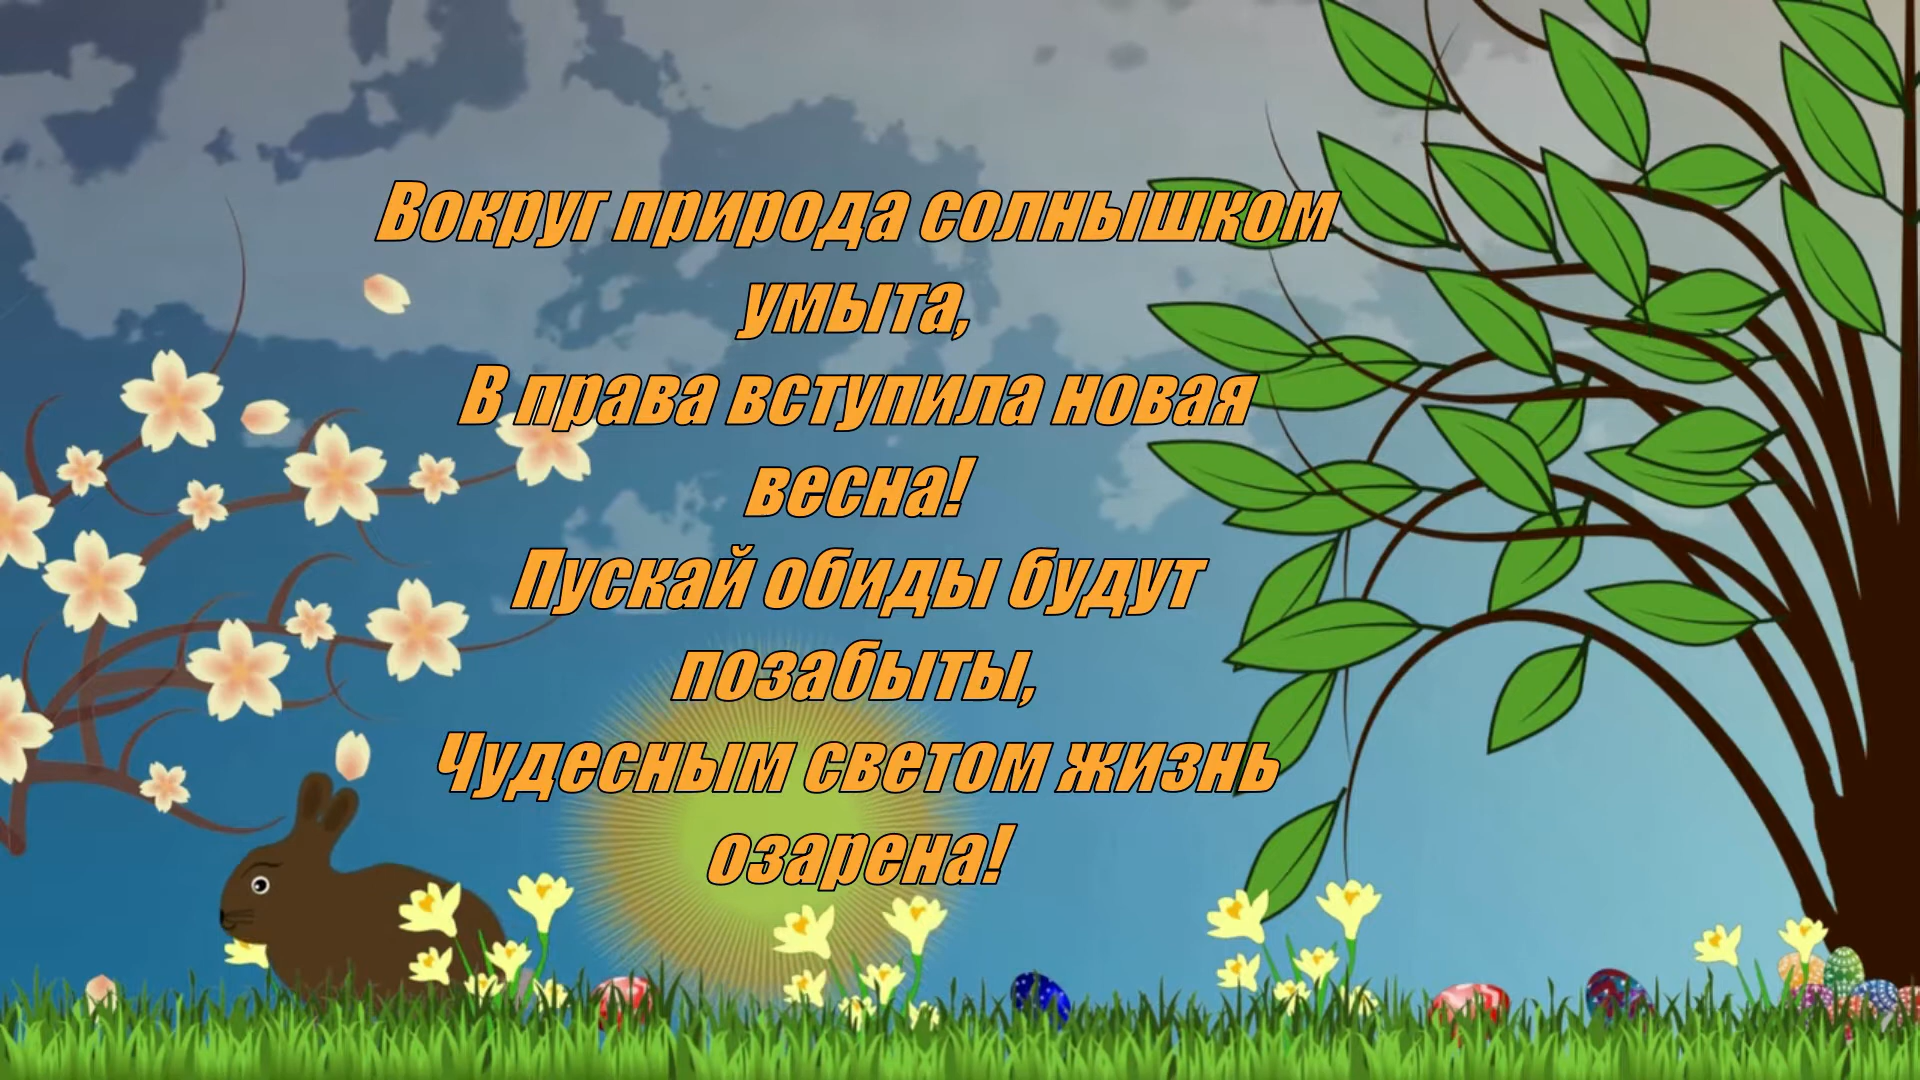 Вокруг природа солнышком
умыта,
В права вступила новая
весна!
Пускай обиды будут
позабыты,
Чудесным светом жизнь
озарена!